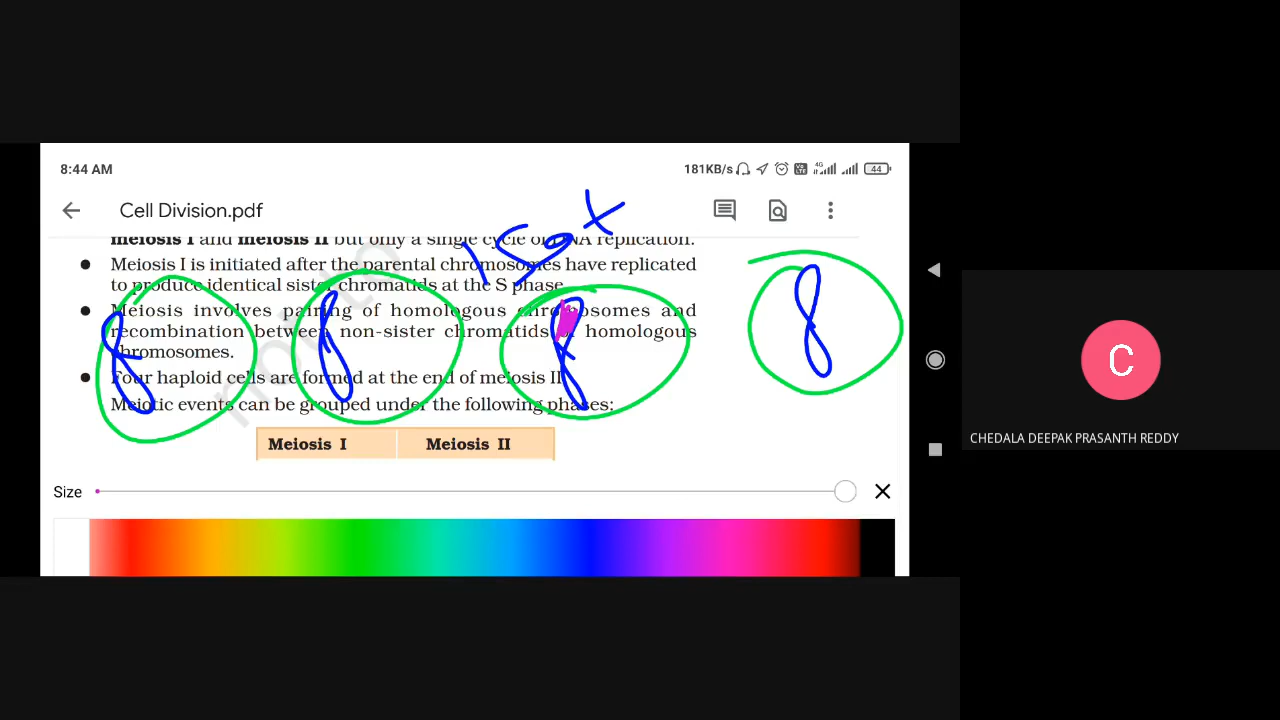 8:44 AM 181KB/s 4G 44
Cell Division.pdf
meiosis I and meiosis II but only a single cycle of DNA replication.
● Meiosis I is initiated after the parental chromosomes have replicated
to produce identical sister chromatids at the S phase.
● Meiosis involves pairing of homologous chromosomes and
recombination between non-sister chromatids of homologous
chromosomes.
● Four haploid cells are formed at the end of meiosis II.
Meiotic events can be grouped under the following phases:
Meiosis I Meiosis II
Size
C
CHEDALA DEEPAK PRASANTH REDDY